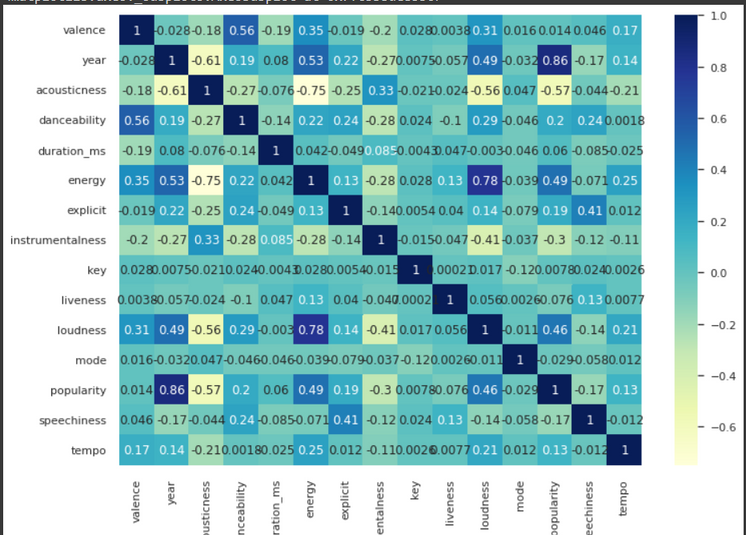 1.0
valence 1 -0.028 -0.18 0.56 -0.19 0.35 -0.019 -0.2 0.028 0.0038 0.31 0.016 0.014 0.046 0.17
year -0.028 1 -0.61 0.19 0.08 0.53 0.22 -0.27 0.0075 -0.057 0.49 -0.032 0.86 -0.17 0.14
0.8
acousticness -0.18 -0.61 1 -0.27 -0.076 -0.75 -0.25 0.33 -0.021 -0.024 -0.56 0.047 -0.57 -0.044 -0.21
danceability 0.56 0.19 -0.27 1 -0.14 0.22 0.24 -0.28 0.024 -0.1 0.29 -0.046 0.2 0.24 0.0018
0.6
duration_ms -0.19 0.08 -0.076 -0.14 1 0.042 -0.049 0.085 -0.0043 0.047 -0.003 -0.046 0.06 -0.085 -0.025
0.4
energy 0.35 0.53 -0.75 0.22 0.042 1 0.13 -0.28 0.028 0.13 0.78 -0.039 0.49 -0.071 0.25
explicit -0.019 0.22 -0.25 0.24 -0.049 0.13 1 -0.14 0.0054 0.04 0.14 -0.079 0.19 0.41 0.012
0.2
instrumentalness -0.2 -0.27 0.33 -0.28 0.085 -0.28 -0.14 1 -0.015 -0.047 -0.41 -0.037 -0.3 -0.12 -0.11
key 0.028 0.0075 -0.021 0.024 -0.0043 0.028 0.0054 -0.015 1 0.00021 0.017 -0.12 0.0078 0.024 0.0026
0.0
liveness 0.0038 -0.057 -0.024 -0.1 0.047 0.13 0.04 -0.047 0.00021 1 0.056 0.0026 -0.076 0.13 0.0077
−0.2
loudness 0.31 0.49 -0.56 0.29 -0.003 0.78 0.14 -0.41 0.017 0.056 1 -0.011 0.46 -0.14 0.21
mode 0.016 -0.032 0.047 -0.046 -0.046 -0.039 -0.079 -0.037 -0.12 0.0026 -0.011 1 -0.029 -0.058 0.012
−0.4
popularity 0.014 0.86 -0.57 0.2 0.06 0.49 0.19 -0.3 0.0078 -0.076 0.46 -0.029 1 -0.17 0.13
speechiness 0.046 -0.17 -0.044 0.24 -0.085 -0.071 0.41 -0.12 0.024 0.13 -0.14 -0.058 -0.17 1 -0.012
−0.6
tempo 0.17 0.14 -0.21 0.0018 -0.025 0.25 0.012 -0.11 0.0026 0.0077 0.21 0.012 0.13 -0.012 1
valence
year
usticness
nceability
ration_ms
energy
explicit
entalness
key
liveness
loudness
mode
popularity
eechiness
tempo